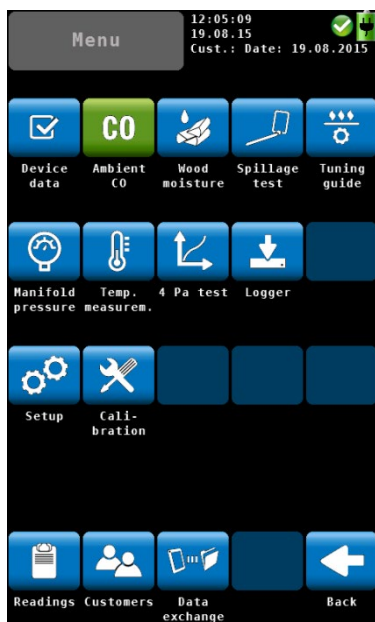 Menu
12:05:09
19.08.15
Cust.: Date: 19.08.2015
CO
Device
data
Ambient
CO
Wood
moisture
Spillage
test
Tuning
guide
Manifold
pressure
Temp.
measurem.
4 Pa test
Logger
Setup
Cali-
bration
Readings
Customers
Data
exchange
Back